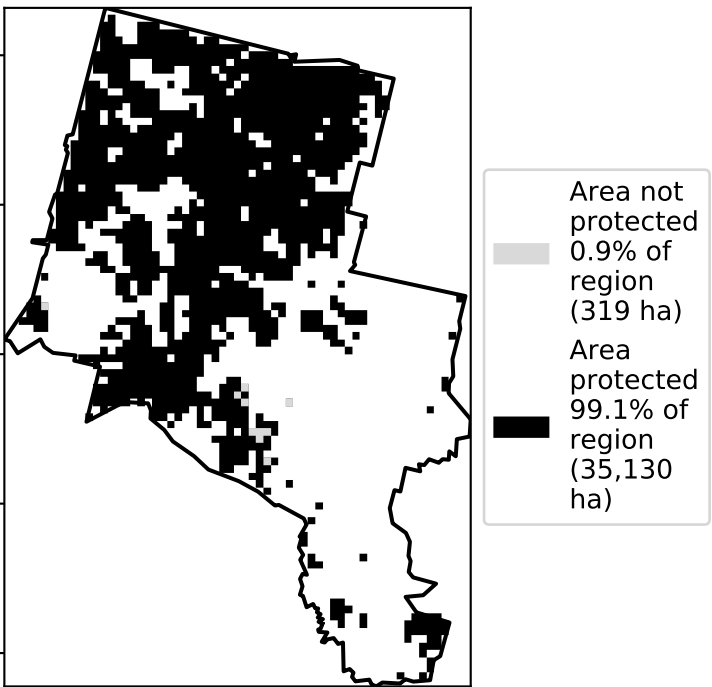 Area not
protected
0.9% of
region
(319 ha)
Area
protected
99.1% of
region
(35,130
ha)